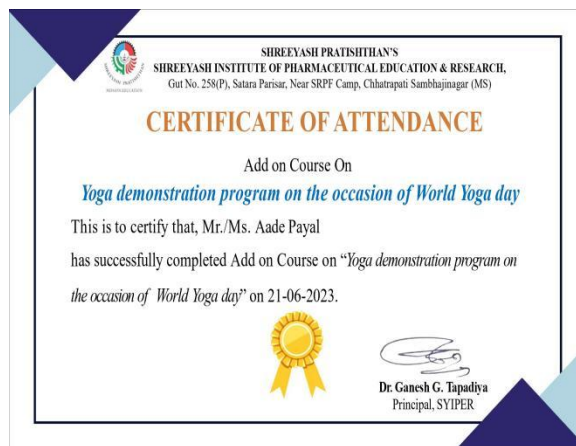 SHREEYASH PRATISHTHAN'S
SHREEYASH INSTITUTE OF PHARMACEUTICAL EDUCATION & RESEARCH,
Gut No. 258(P), Satara Parisar, Near SRPF Camp, Chhatrapati Sambhajinagar (MS)
CERTIFICATE OF ATTENDANCE
Add on Course On
Yoga demonstration program on the occasion of World Yoga day
This is to certify that, Mr./Ms. Aade Payal
has successfully completed Add on Course on “Yoga demonstration program on
the occasion of World Yoga day” on 21-06-2023.
Dr. Ganesh G. Tapadiya
Principal, SYIPER